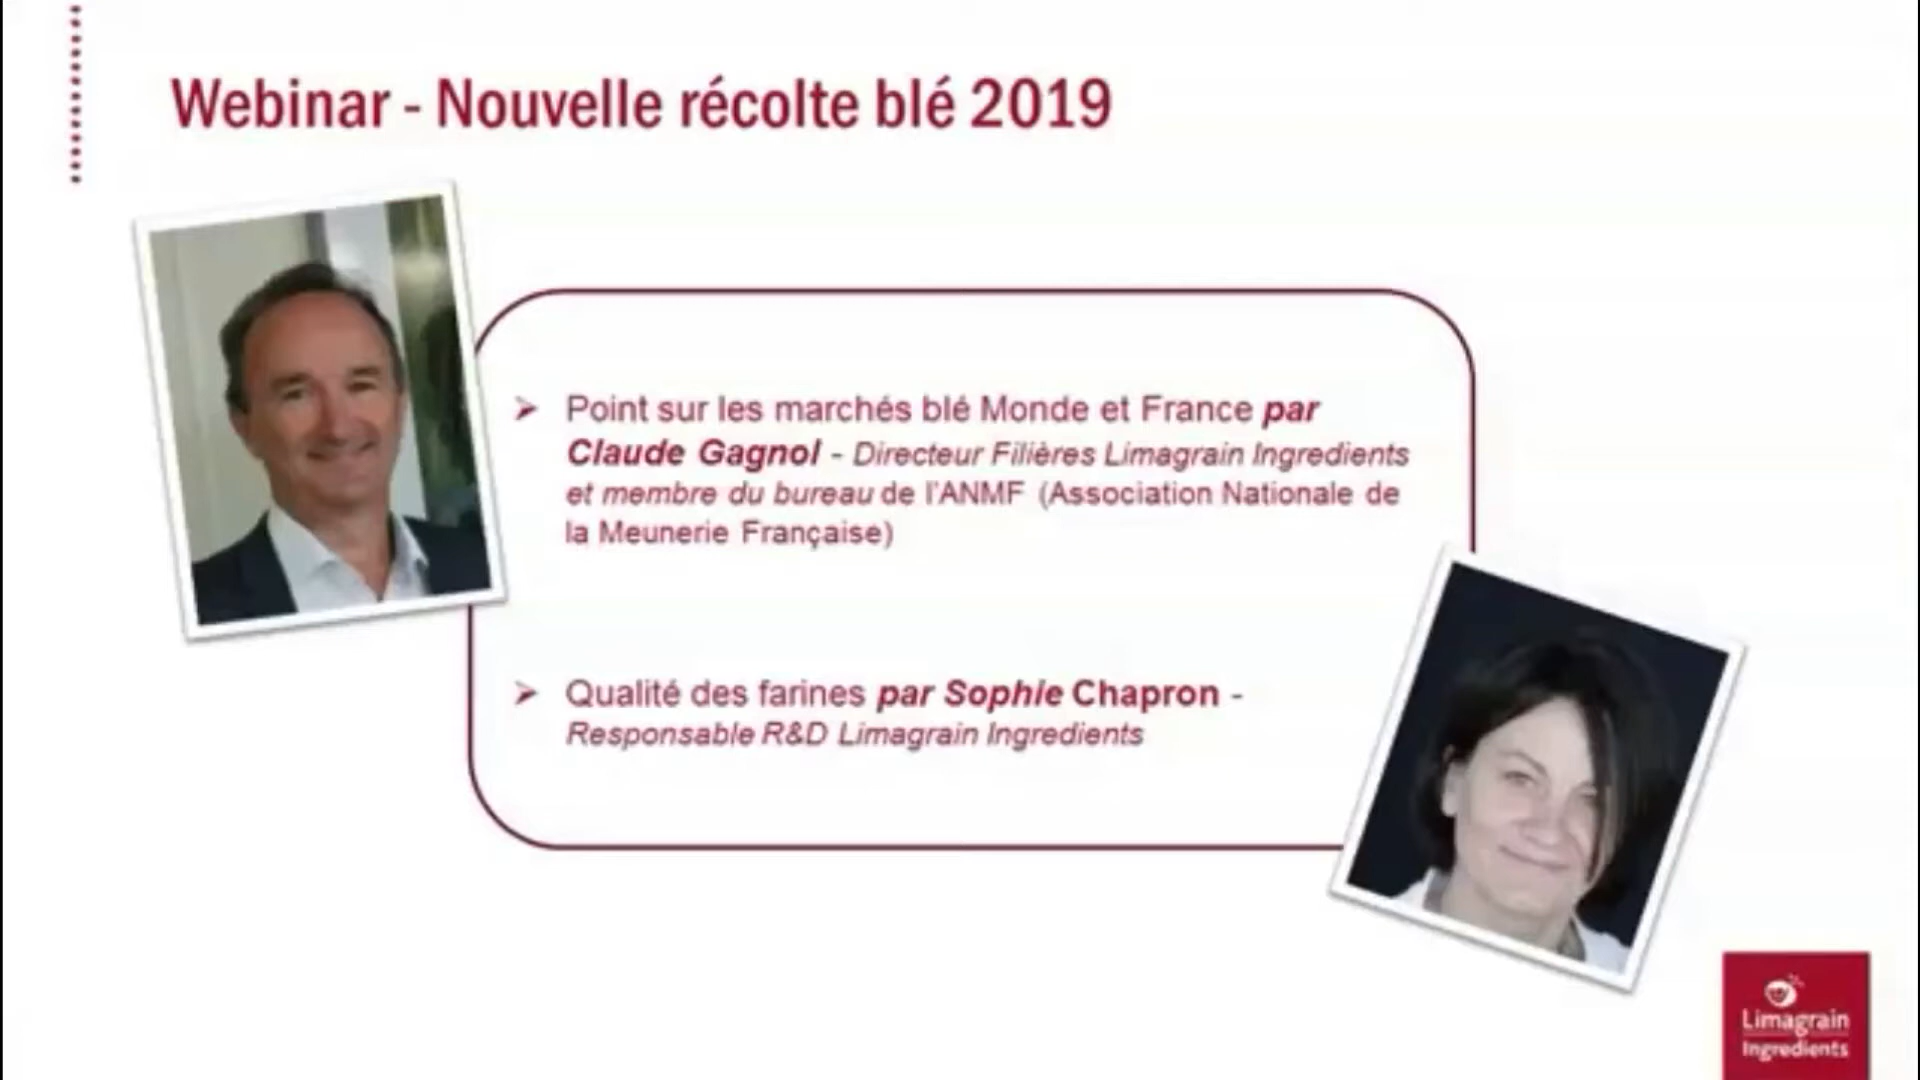 Webinar - Nouvelle récolte blé 2019
➢ Point sur les marchés blé Monde et France par
Claude Gagnol - Directeur Filières Limagrain Ingredients
et membre du bureau de l'ANMF (Association Nationale de
la Meunerie Française)
➢ Qualité des farines par Sophie Chapron -
Responsable R&D Limagrain Ingredients
Limagrain
Ingredients